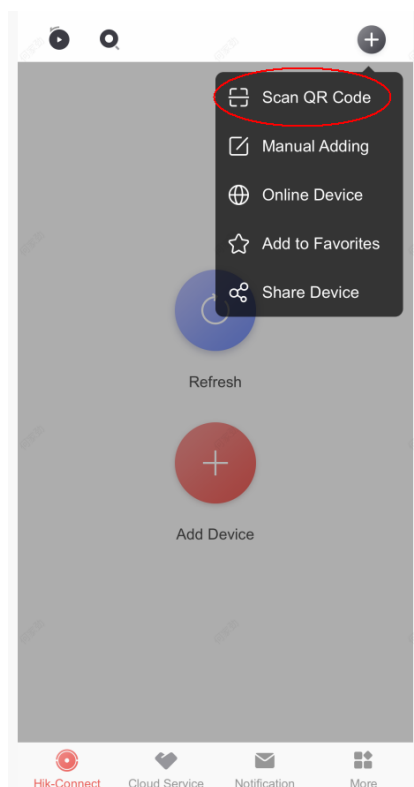 Scan QR Code
Manual Adding
Online Device
Add to Favorites
Share Device
Refresh
Add Device
Hik-Connect
Cloud Service
Notification
More